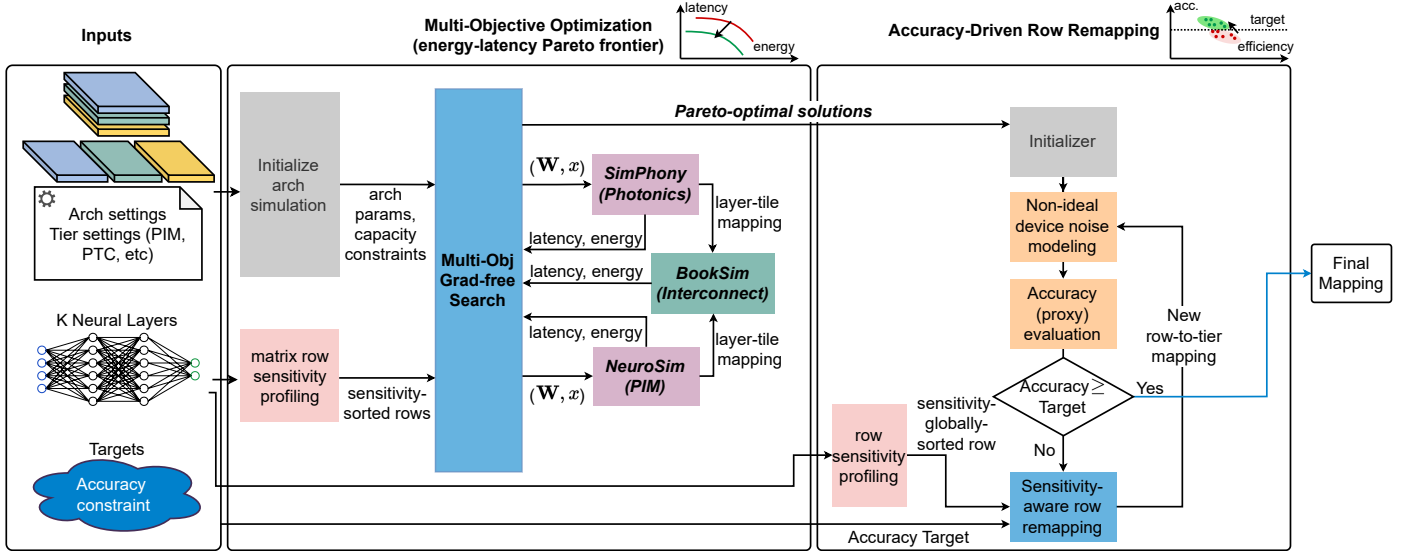 Inputs
Arch settings
Tier settings (PIM,
PTC, etc)
K Neural Layers
Targets
Accuracy
constraint
Multi-Objective Optimization
(energy-latency Pareto frontier)
latency
energy
Initialize
arch
simulation
arch
params,
capacity
constraints
matrix row
sensitivity
profiling
sensitivity-
sorted rows
Multi-Obj
Grad-free
Search
(W, x)
SimPhony
(Photonics)
layer-tile
mapping
latency, energy
latency, energy
BookSim
(Interconnect)
latency, energy
layer-tile
mapping
NeuroSim
(PIM)
(W, x)
Pareto-optimal solutions
Accuracy-Driven Row Remapping
acc.
target
efficiency
Initializer
Non-ideal
device noise
modeling
Accuracy
(proxy)
evaluation
Accuracy ≥
Target
Yes
No
New
row-to-tier
mapping
row
sensitivity
profiling
sensitivity-
globally-
sorted row
Sensitivity-
aware row
remapping
Accuracy Target
Final
Mapping